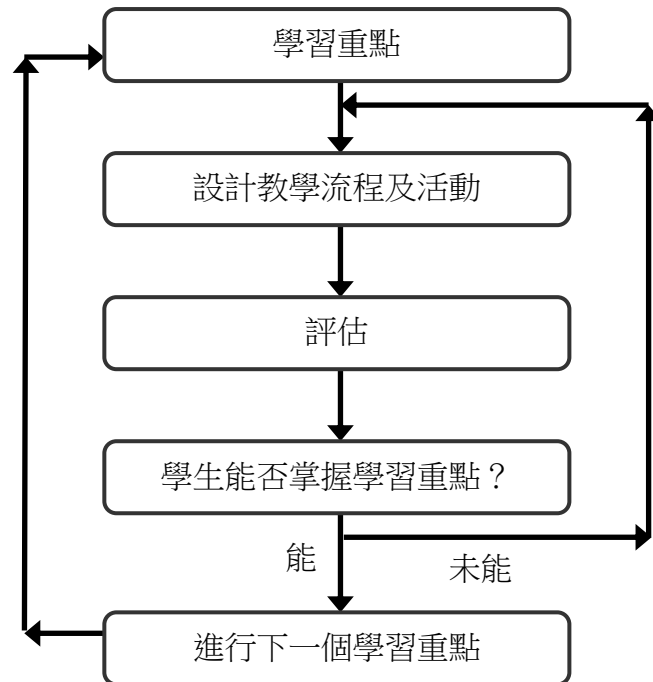 學習重點
設計教學流程及活動
評估
學生能否掌握學習重點？
能
未能
進行下一個學習重點